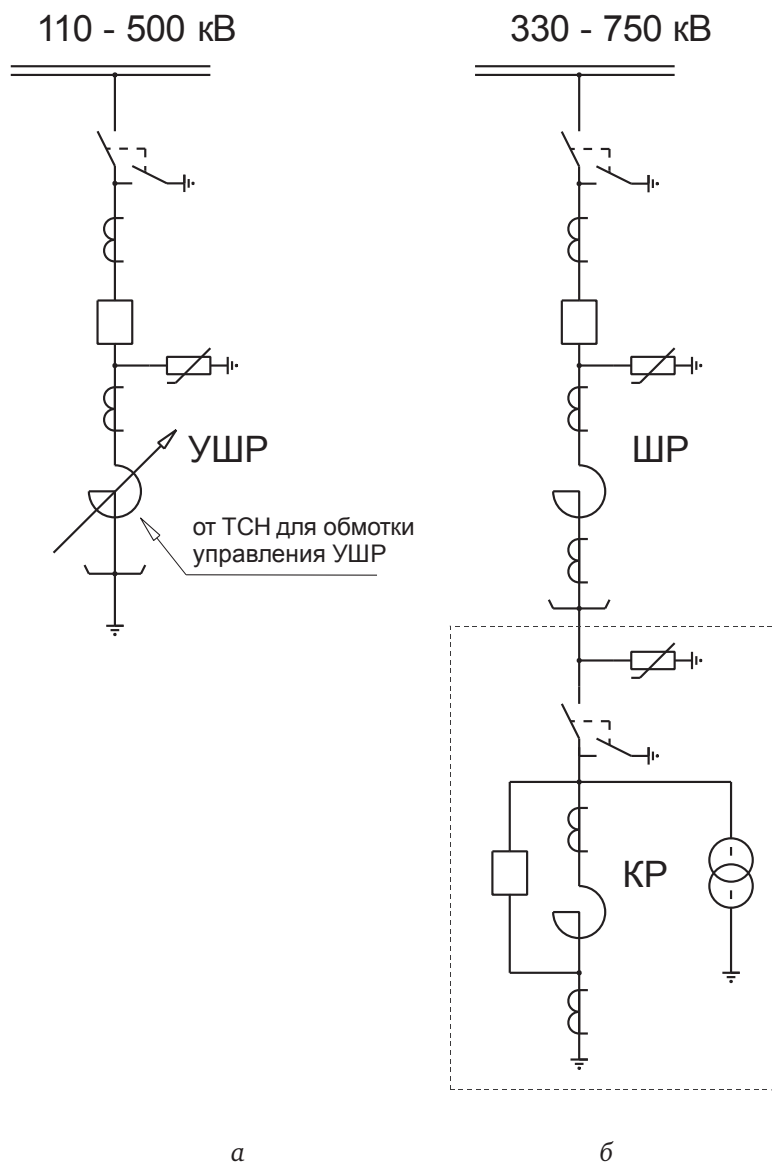 110 - 500 кВ
330 - 750 кВ
УШР
ШР
от ТСН для обмотки
управления УШР
КР
а
б